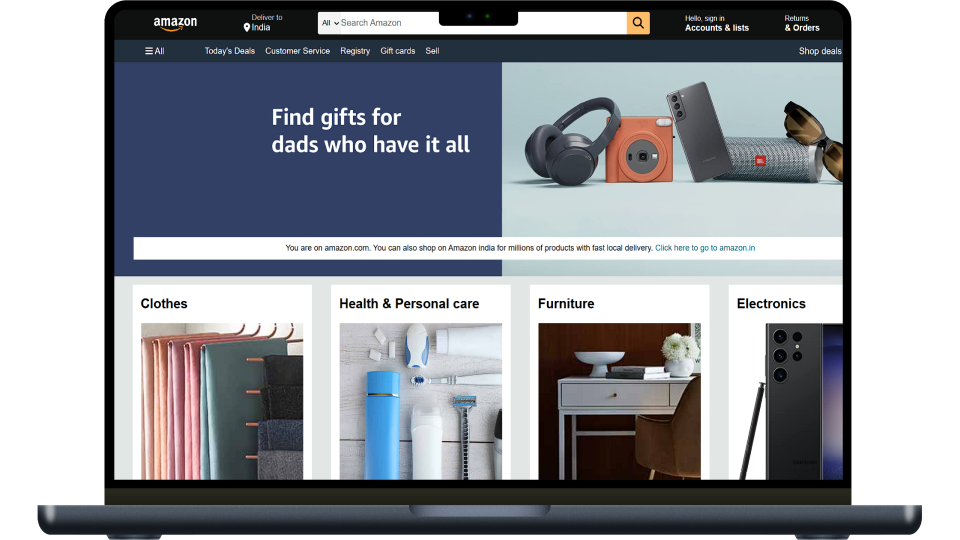 amazon
Deliver to
India
All
Search Amazon
Hello, sign in
Accounts & lists
Returns
& Orders
All
Today's Deals
Customer Service
Registry
Gift cards
Sell
Shop deals
Find gifts for
dads who have it all
JBL
You are on amazon.com. You can also shop on Amazon india for millions of products with fast local delivery. Click here to go to amazon.in
Clothes
Health & Personal care
Furniture
Electronics